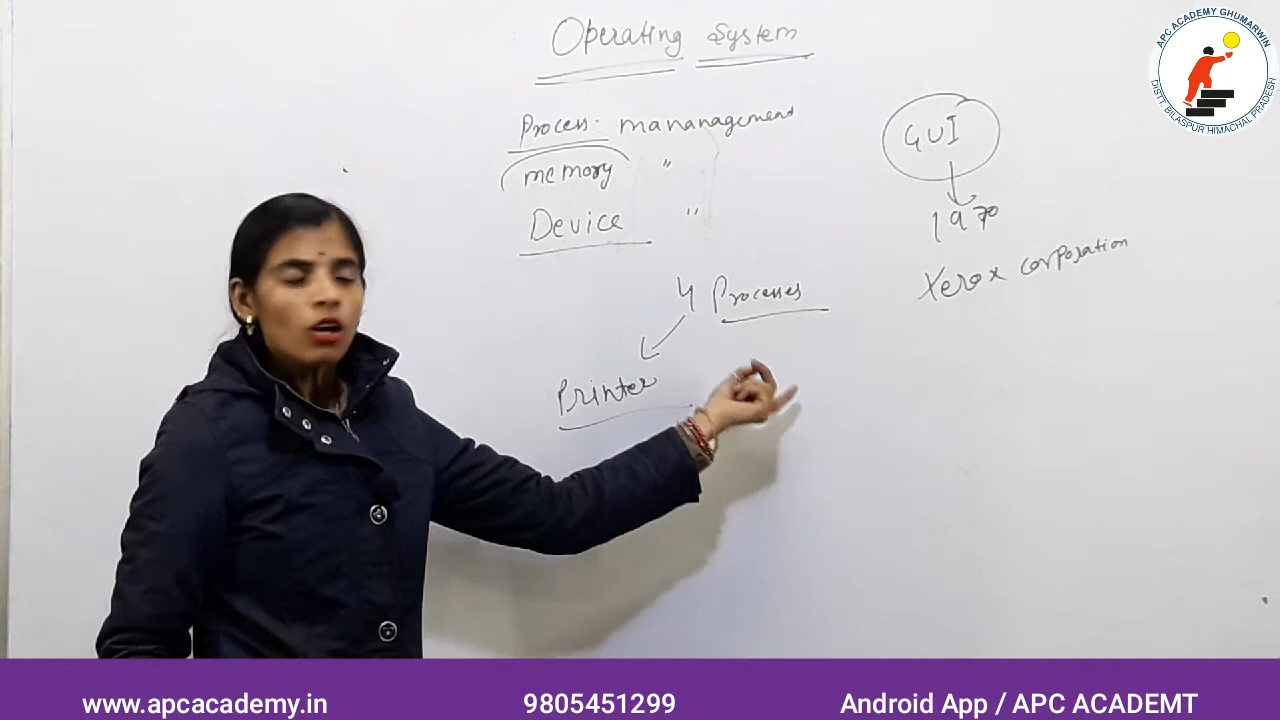 Operating System
Process. mananagement
memory "
Device "
4 Processes
Printer
GUI
1970
Xerox corporation
APC ACADEMY GHUMARWIN
DISTT. BILASPUR HIMACHAL PRADESH
www.apcacademy.in
9805451299
Android App / APC ACADEMT